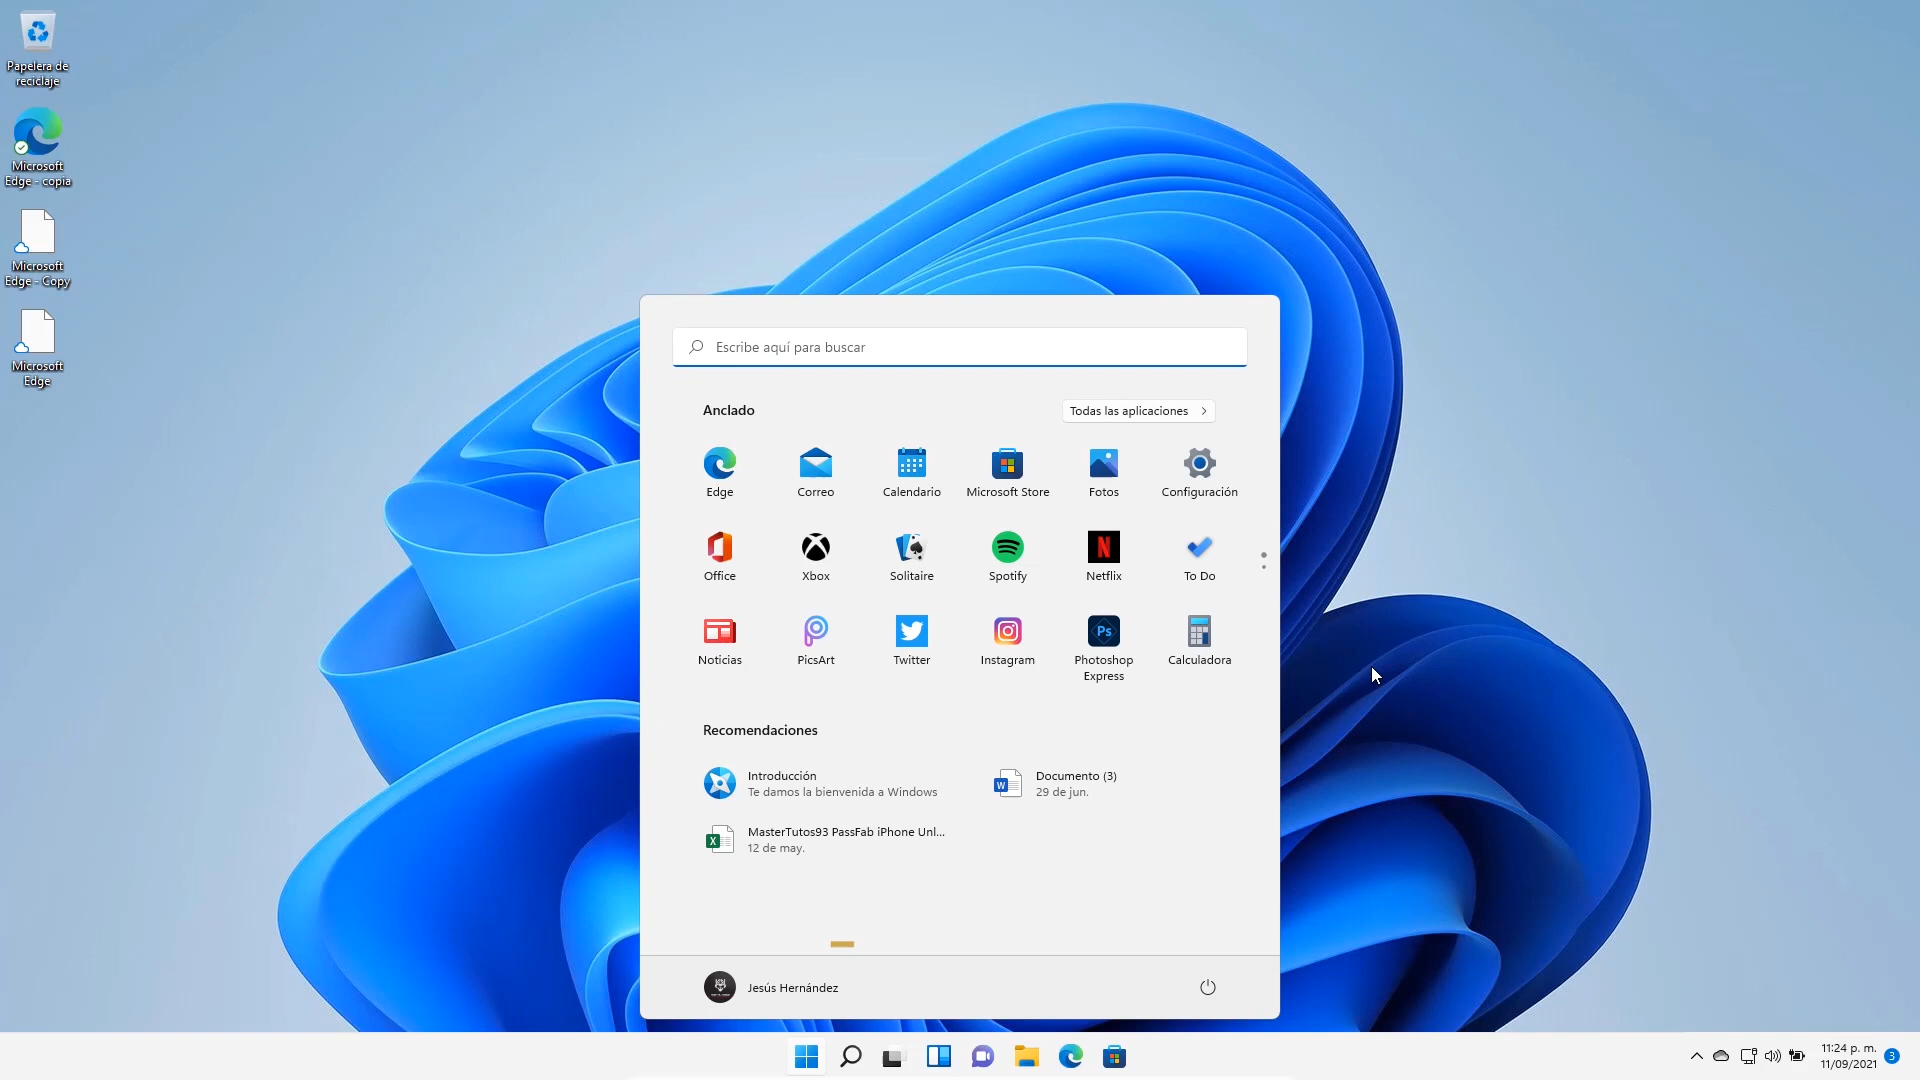 Papelera de
reciclaje
Microsoft
Edge - copia
Microsoft
Edge - Copy
Microsoft
Edge
Escribe aquí para buscar
Anclado
Todas las aplicaciones
Edge
Correo
Calendario
Microsoft Store
Fotos
Configuración
Office
Xbox
Solitaire
Spotify
Netflix
To Do
Noticias
PicsArt
Twitter
Instagram
Ps
Photoshop
Express
Calculadora
Recomendaciones
Introducción
Te damos la bienvenida a Windows
Documento (3)
29 de jun.
MasterTutos93 PassFab iPhone Unl...
12 de may.
Jesús Hernández
11:24 p. m.
11/09/2021
3